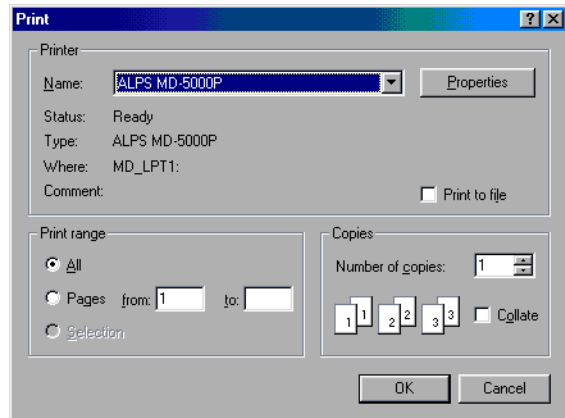 Print
Printer
Name: ALPS MD-5000P Properties
Status: Ready
Type: ALPS MD-5000P
Where: MD_LPT1:
Comment:
Print to file
Print range
All
Pages from: 1 to:
Selection
Copies
Number of copies: 1
1 1 2 2 3 3 Collate
OK Cancel